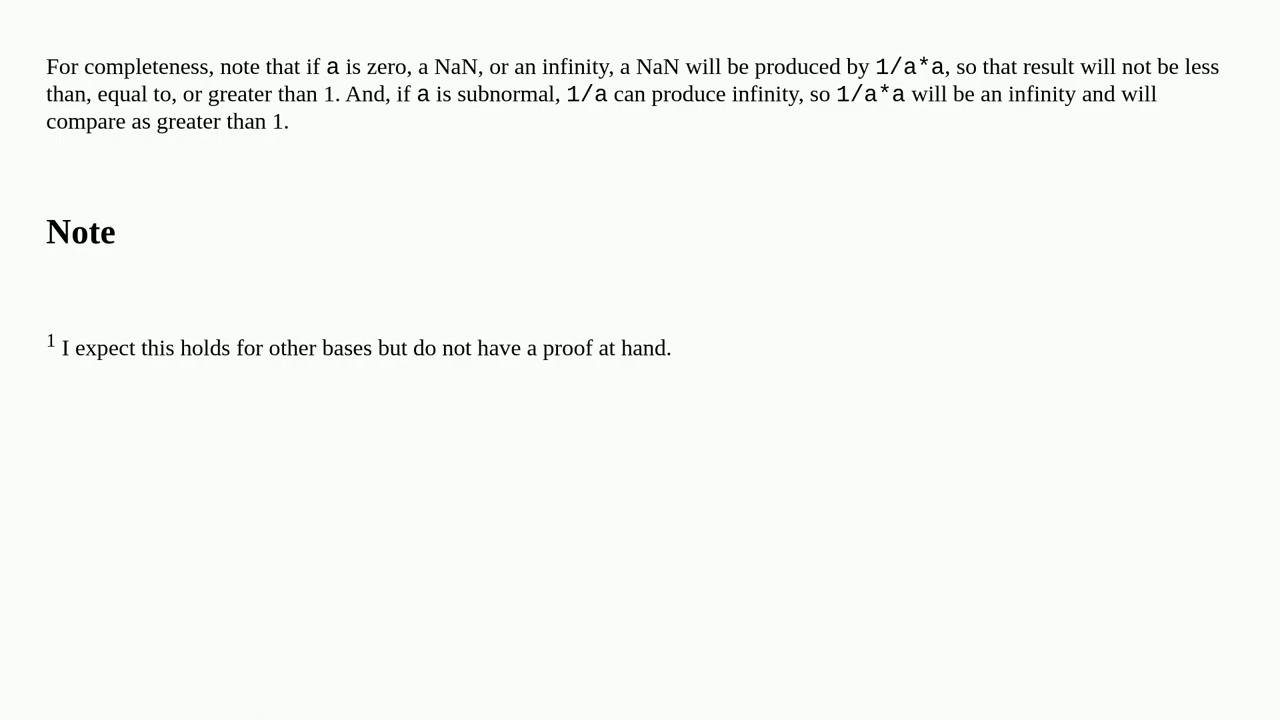 For completeness, note that if a is zero, a NaN, or an infinity, a NaN will be produced by 1/a*a, so that result will not be less
than, equal to, or greater than 1. And, if a is subnormal, 1/a can produce infinity, so 1/a*a will be an infinity and will
compare as greater than 1.
Note
1 I expect this holds for other bases but do not have a proof at hand.